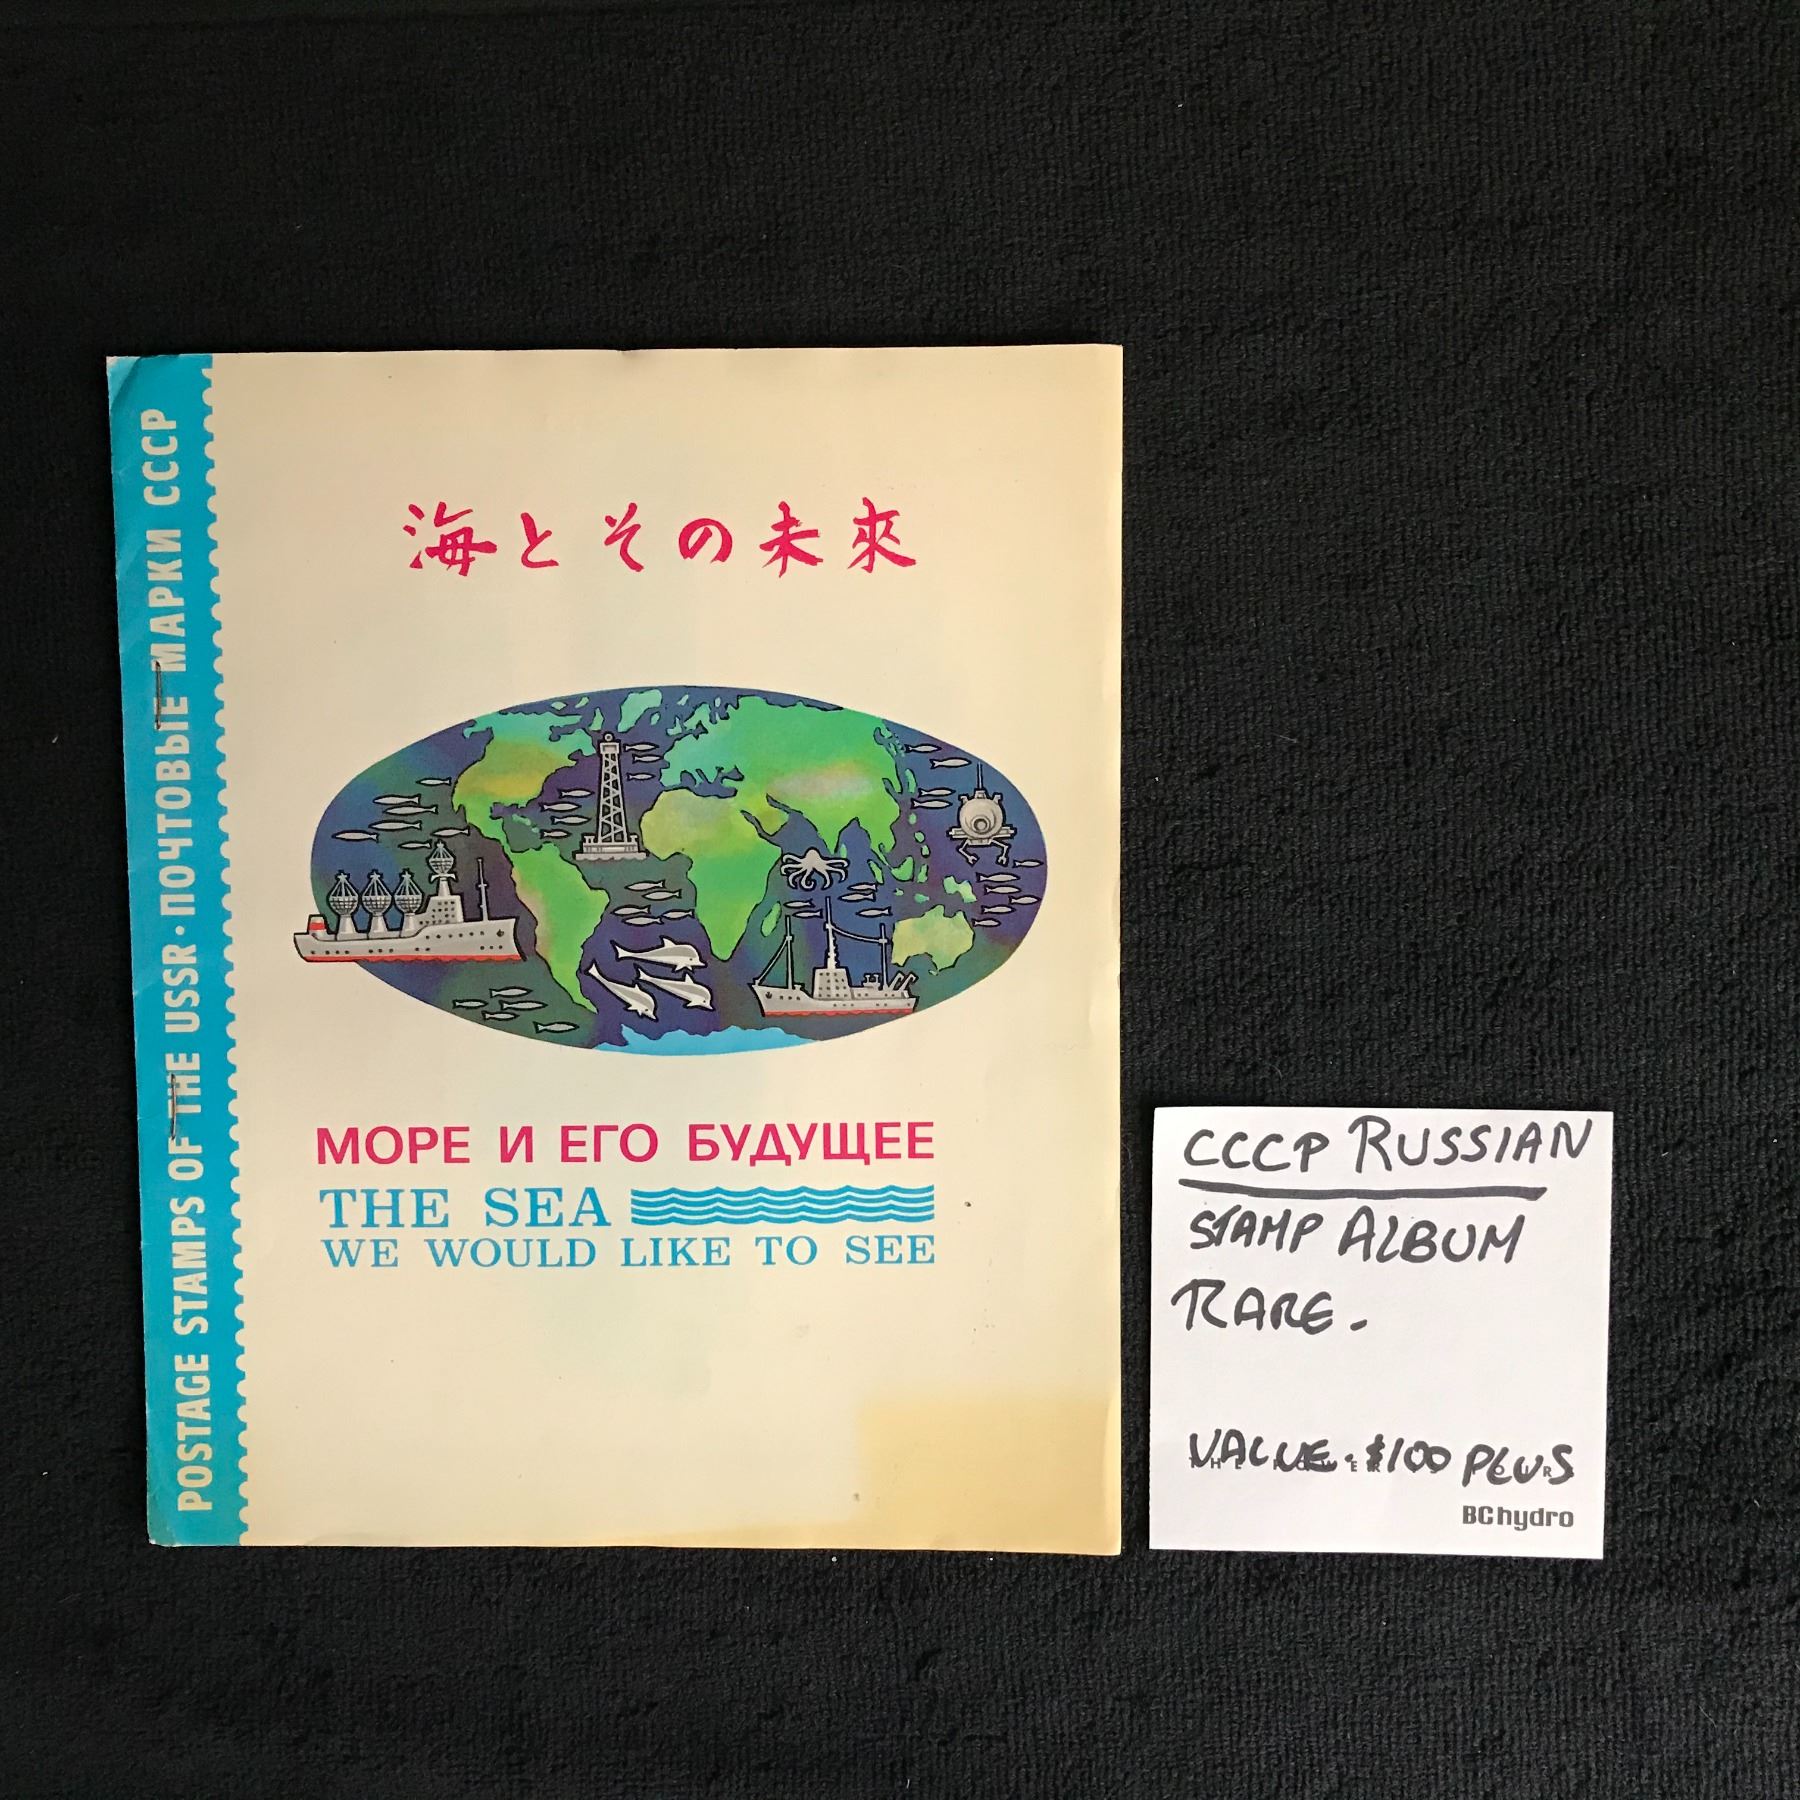 POSTAGE STAMPS OF THE USSR · ПОЧТОВЫЕ МАРКИ СССР
海とその未來
МОРЕ И ЕГО БУДУЩЕЕ
THE SEA
WE WOULD LIKE TO SEE
CCCP RUSSIAN
STAMP ALBUM
RARE.
VALUE. $100 PLUS
BChydro